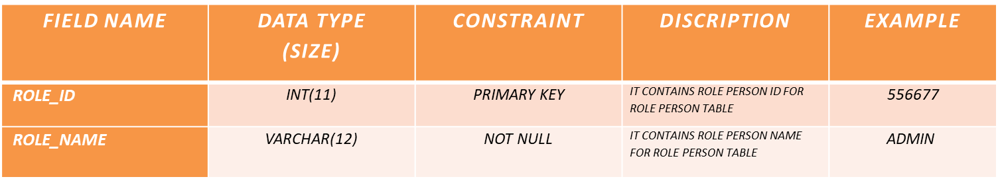 FIELD NAME
DATA TYPE
(SIZE)
CONSTRAINT
DISCRIPTION
EXAMPLE
ROLE_ID
INT(11)
PRIMARY KEY
IT CONTAINS ROLE PERSON ID FOR
ROLE PERSON TABLE
556677
ROLE_NAME
VARCHAR(12)
NOT NULL
IT CONTAINS ROLE PERSON NAME
FOR ROLE PERSON TABLE
ADMIN